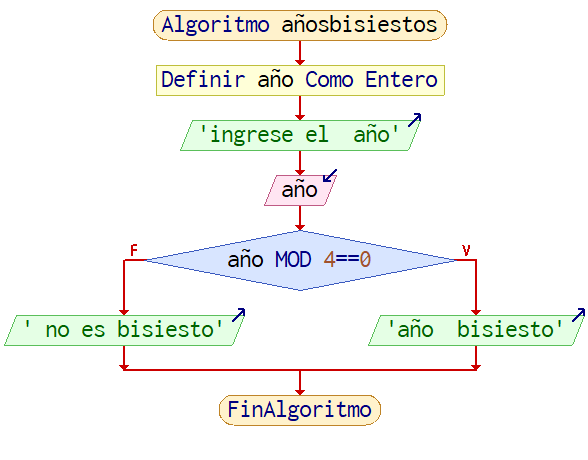 Algoritmo añosbisiestos
Definir año Como Entero
'ingrese el  año'
año
año MOD 4==0
F
V
' no es bisiesto'
'año  bisiesto'
FinAlgoritmo